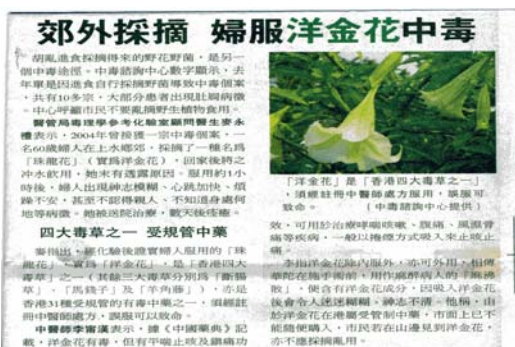 郊外採摘 婦服洋金花中毒
胡亂進食採摘得來的野花野菌，是另一
個中毒途徑。中毒諮詢中心數字顯示，去
年單是因進食自行採摘野菌導致中毒個案
，共有10多宗，大部分患者出現肚瀉病徵
。中心呼籲市民不要亂摘野生植物食用。
醫管局毒理學參考化驗室顧問醫生麥永
禮表示，2004年曾接獲一宗中毒個案，一
名60歲婦人在上水鄉郊，採摘了一種名爲
「珠龍花」（實爲洋金花），回家後將之
沖水飲用，她未有透露原因。服用約1小
時後，婦人出現神志模糊、心跳加快、煩
躁不安，甚至不認得親人、不知道身處何
地等病徵。她被送院治療，數天後痊癒。
四大毒草之一 受規管中藥
麥指出，經化驗後證實婦人服用的「珠
龍花」，實爲「洋金花」，是「香港四大
毒草」之一（其餘三大毒草分別爲「斷腸
草」、「馬錢子」及「羊角藤」），亦是
香港31種受規管的有毒中藥之一，須經註
冊中醫師處方，誤服可以致命。
中醫師李甯漢表示，據《中國藥典》記
載，洋金花有毒，但有平喘止咳及鎮痛功
「洋金花」是「香港四大毒草之一」
，須經註冊中醫師處方服用，誤服可
致命。 （中毒諮詢中心提供）
效，可用於治療哮喘咳嗽、腹痛、風濕骨
痛等疾病，一般以捲煙方式吸入來止咳止
痛。
李指洋金花除內服外，亦可外用，相傳
華陀在施手術前，用作麻醉病人的「麻沸
散」，便含有洋金花成分，因吸入洋金花
後會令人迷迷糊糊、神志不清。他稱，由
於洋金花在港屬受管制中藥，市面上已不
能隨便購入，市民若在山邊見到洋金花，
亦不應採摘亂用。